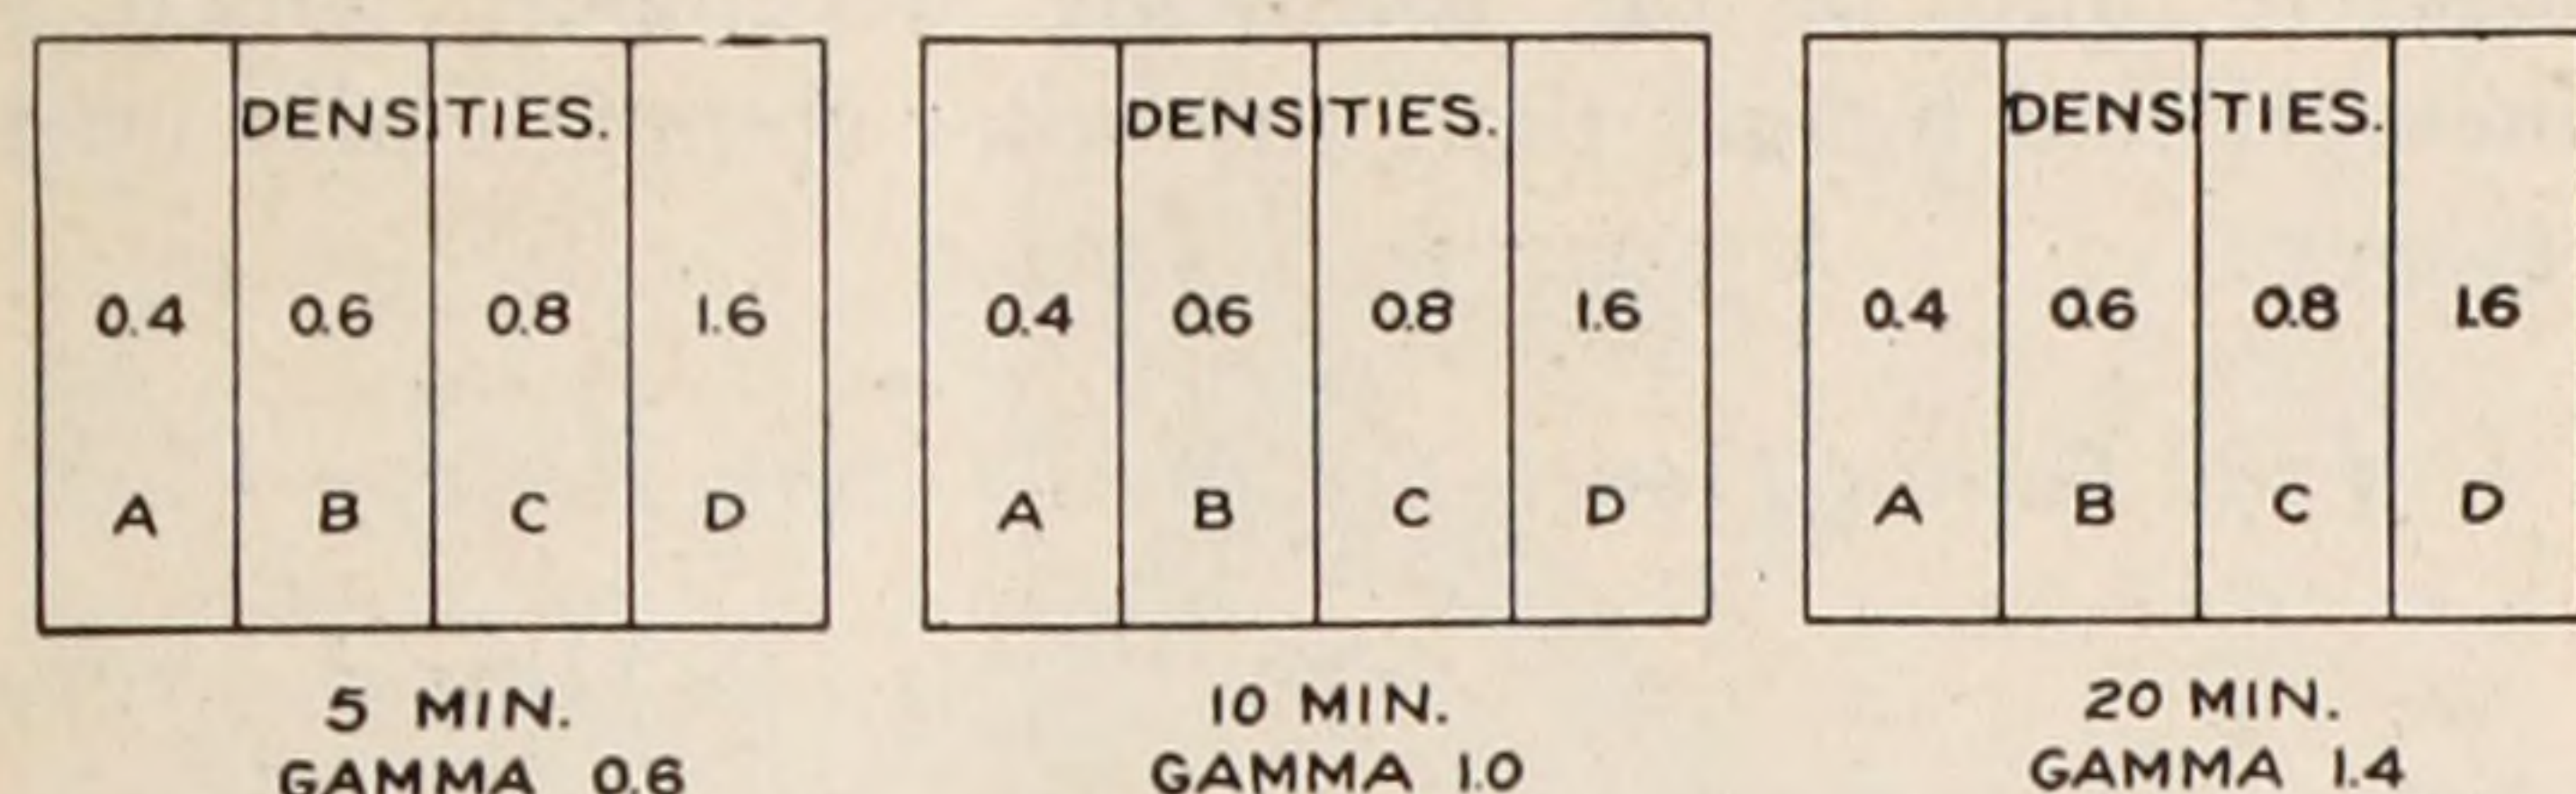 DENSITIES.
0.4 0.6 0.8 1.6
A B C D
5 MIN.
GAMMA 0.6
DENSITIES.
0.4 0.6 0.8 1.6
A B C D
10 MIN.
GAMMA 1.0
DENSITIES.
0.4 0.6 0.8 1.6
A B C D
20 MIN.
GAMMA 1.4